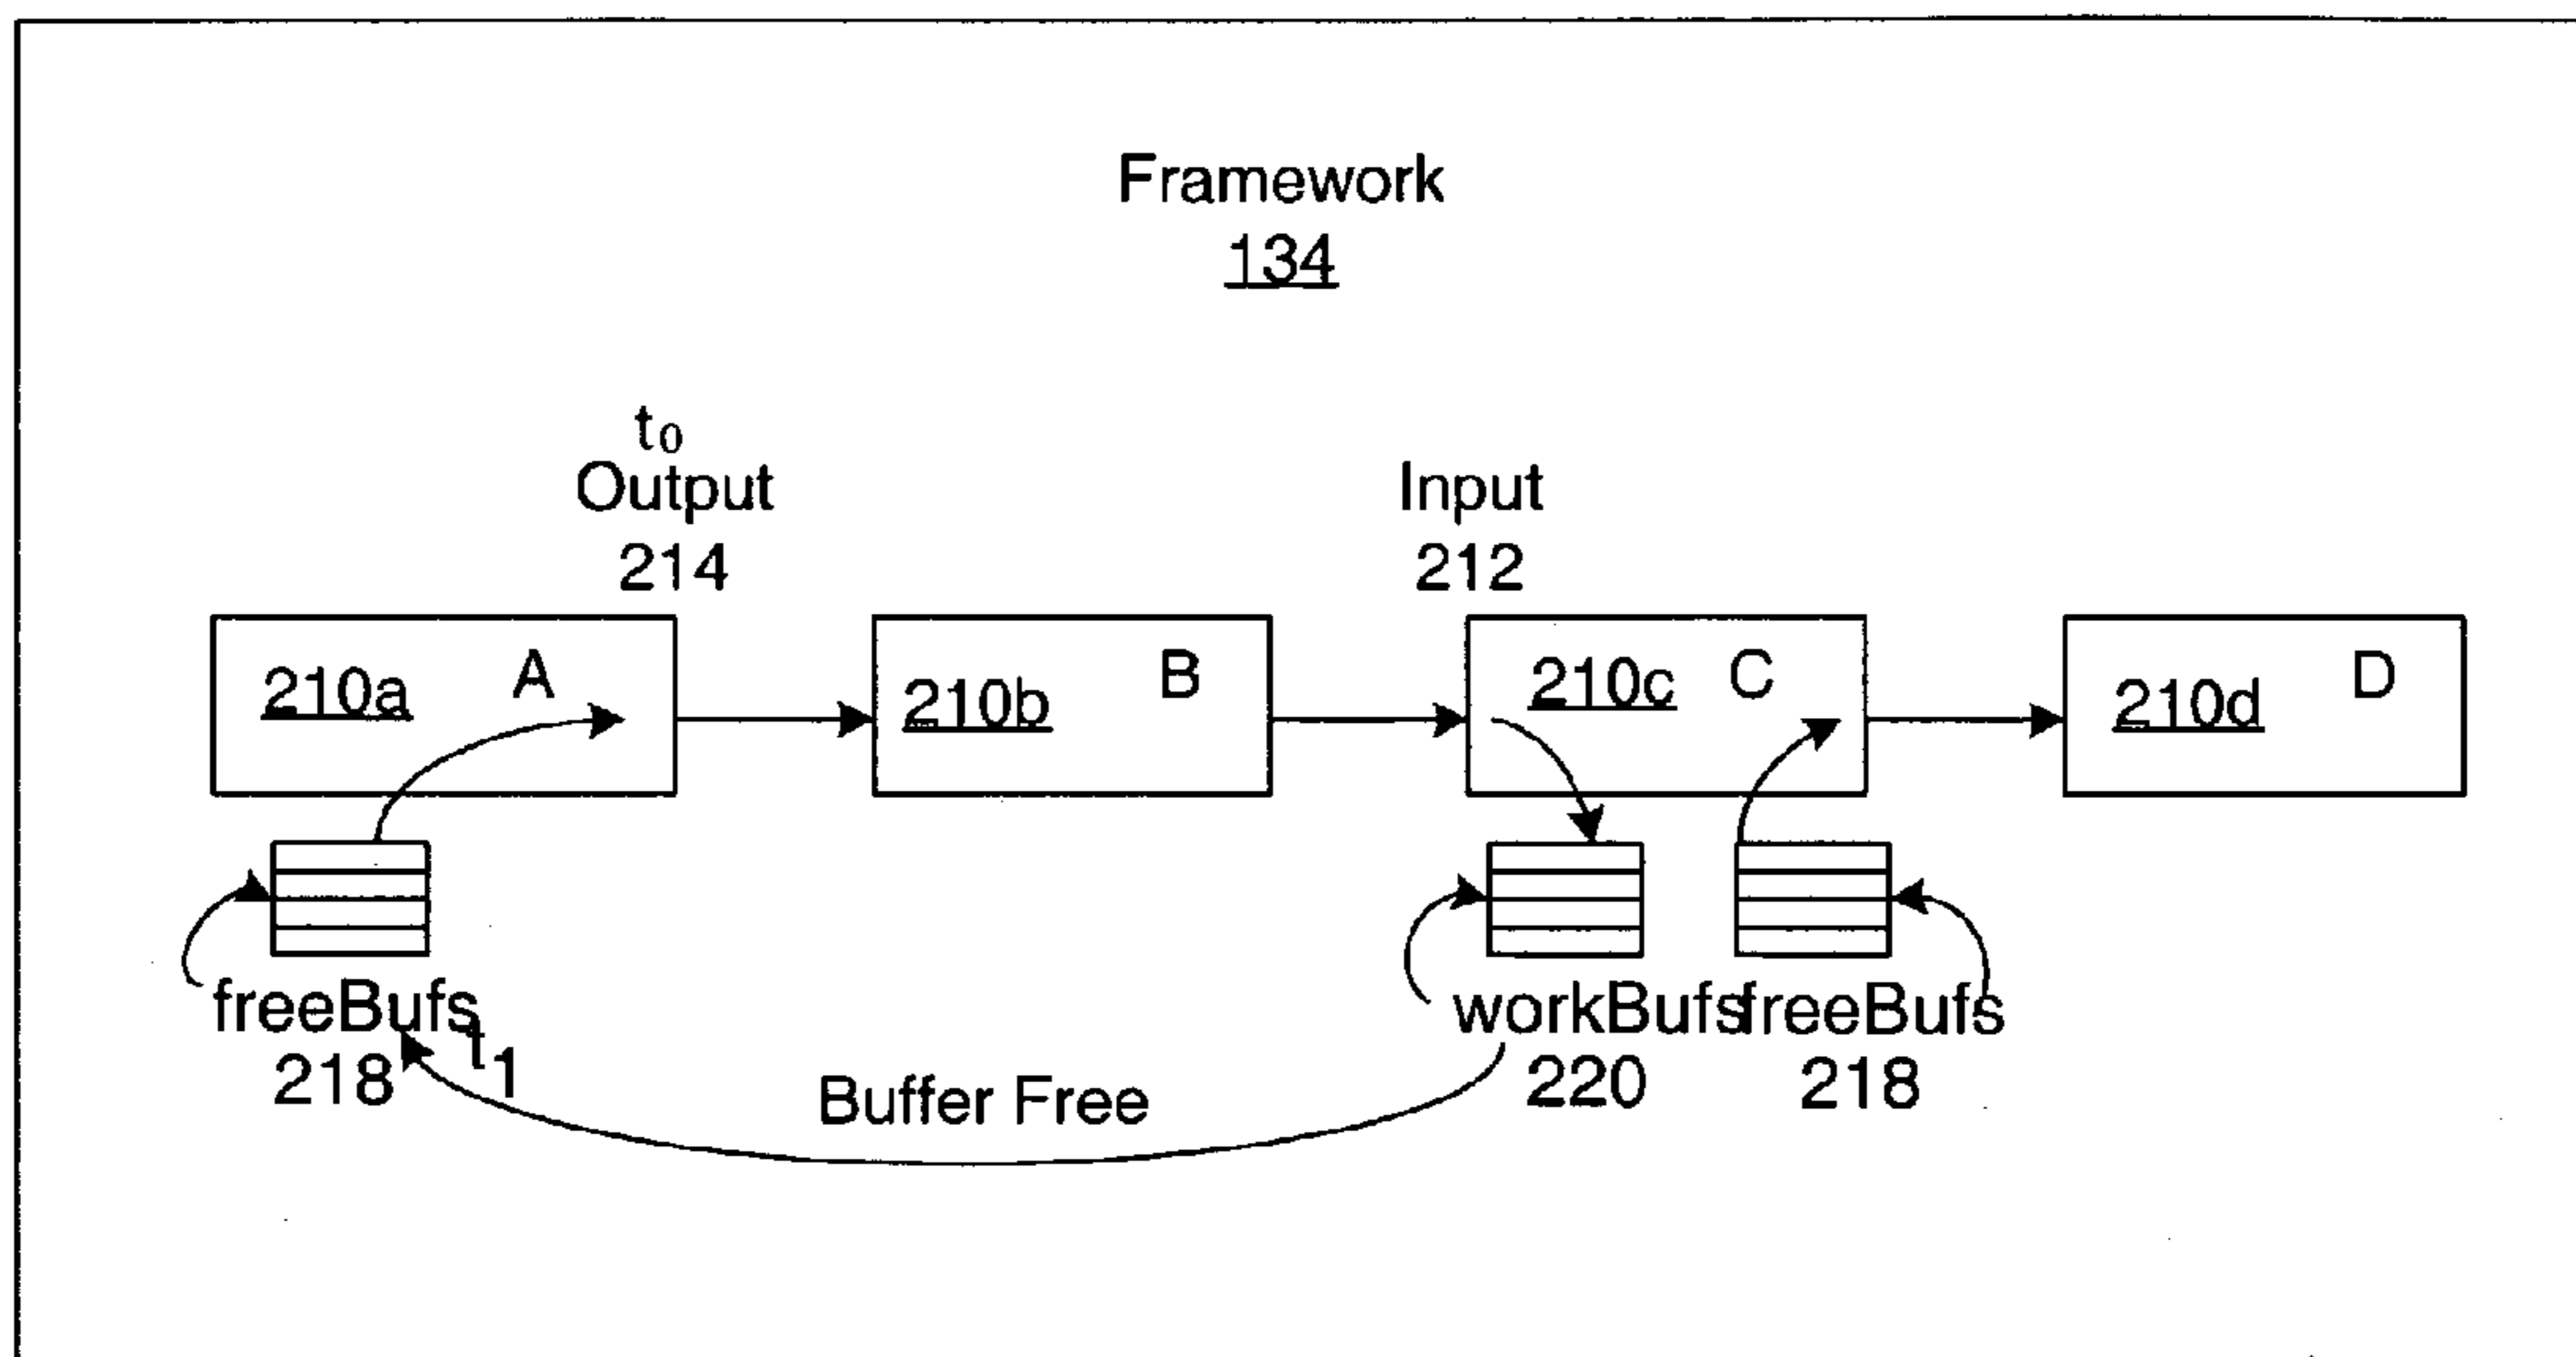 Framework
134
t0
Output
214
Input
212
210a A
210b B
210c C
210d D
freeBufs
218
t1
Buffer Free
workBufs
220
freeBufs
218